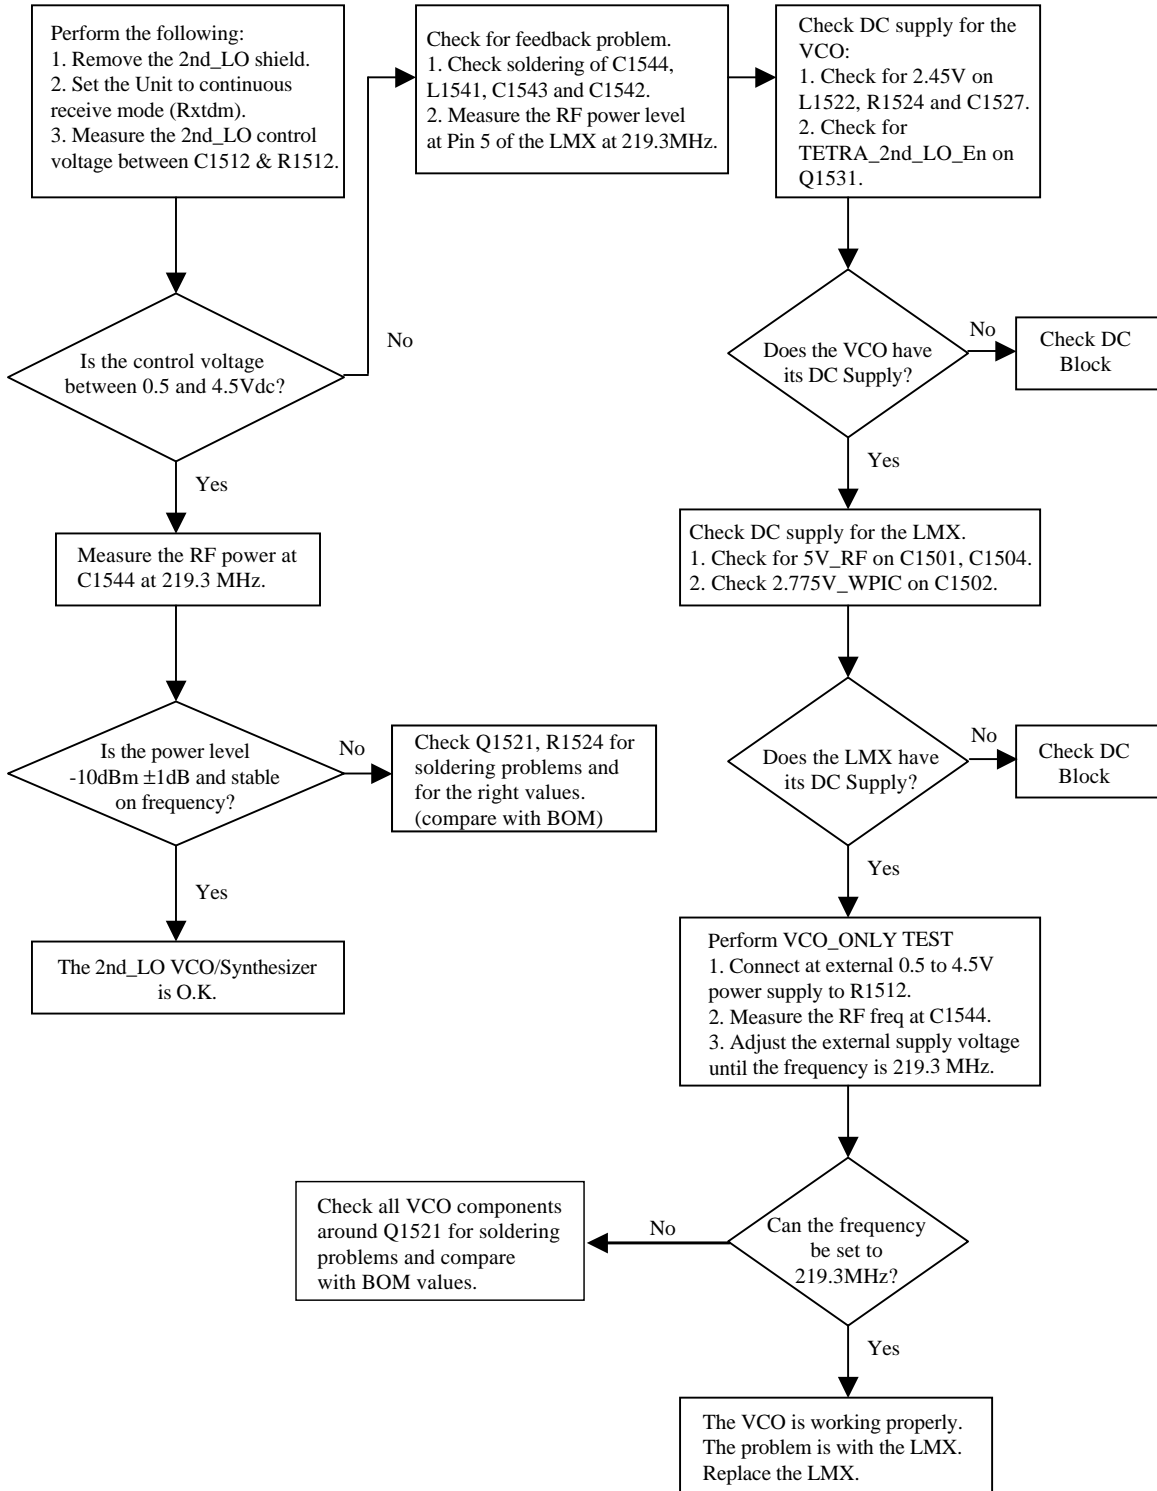 Perform the following:
1. Remove the 2nd_LO shield.
2. Set the Unit to continuous
receive mode (Rxtdm).
3. Measure the 2nd_LO control
voltage between C1512 & R1512.
Is the control voltage
between 0.5 and 4.5Vdc?
No
Yes
Measure the RF power at
C1544 at 219.3 MHz.
Is the power level
-10dBm ±1dB and stable
on frequency?
No
Check Q1521, R1524 for
soldering problems and
for the right values.
(compare with BOM)
Yes
The 2nd_LO VCO/Synthesizer
is O.K.
Check for feedback problem.
1. Check soldering of C1544,
L1541, C1543 and C1542.
2. Measure the RF power level
at Pin 5 of the LMX at 219.3MHz.
Check DC supply for the
VCO:
1. Check for 2.45V on
L1522, R1524 and C1527.
2. Check for
TETRA_2nd_LO_En on
Q1531.
Does the VCO have
its DC Supply?
No
Check DC
Block
Yes
Check DC supply for the LMX.
1. Check for 5V_RF on C1501, C1504.
2. Check 2.775V_WPIC on C1502.
Does the LMX have
its DC Supply?
No
Check DC
Block
Yes
Perform VCO_ONLY TEST
1. Connect at external 0.5 to 4.5V
power supply to R1512.
2. Measure the RF freq at C1544.
3. Adjust the external supply voltage
until the frequency is 219.3 MHz.
Can the frequency
be set to
219.3MHz?
No
Check all VCO components
around Q1521 for soldering
problems and compare
with BOM values.
Yes
The VCO is working properly.
The problem is with the LMX.
Replace the LMX.